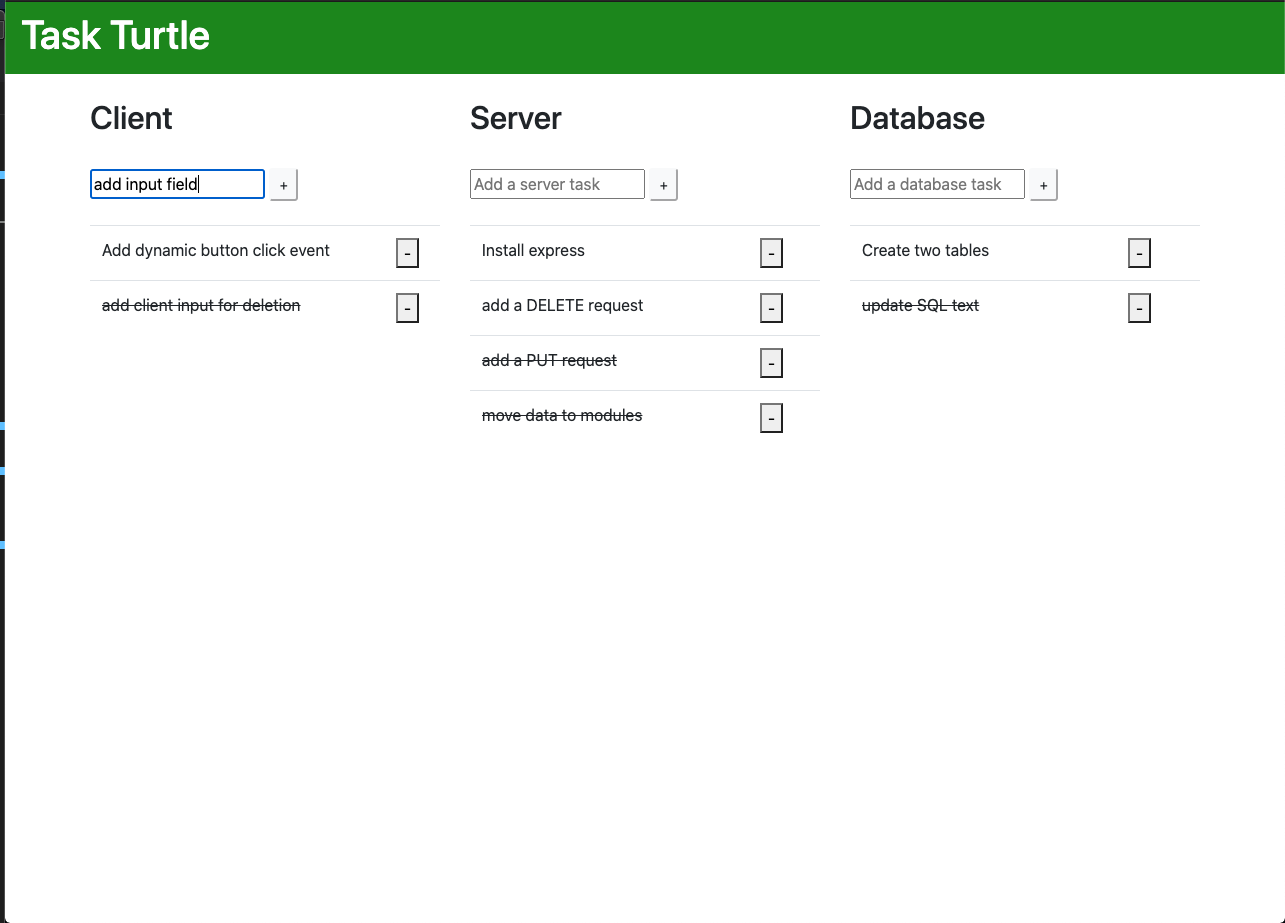 Task Turtle
Client
add input field
+
Add dynamic button click event
-
add client input for deletion
-
Server
Add a server task
+
Install express
-
add a DELETE request
-
add a PUT request
-
move data to modules
-
Database
Add a database task
+
Create two tables
-
update SQL text
-